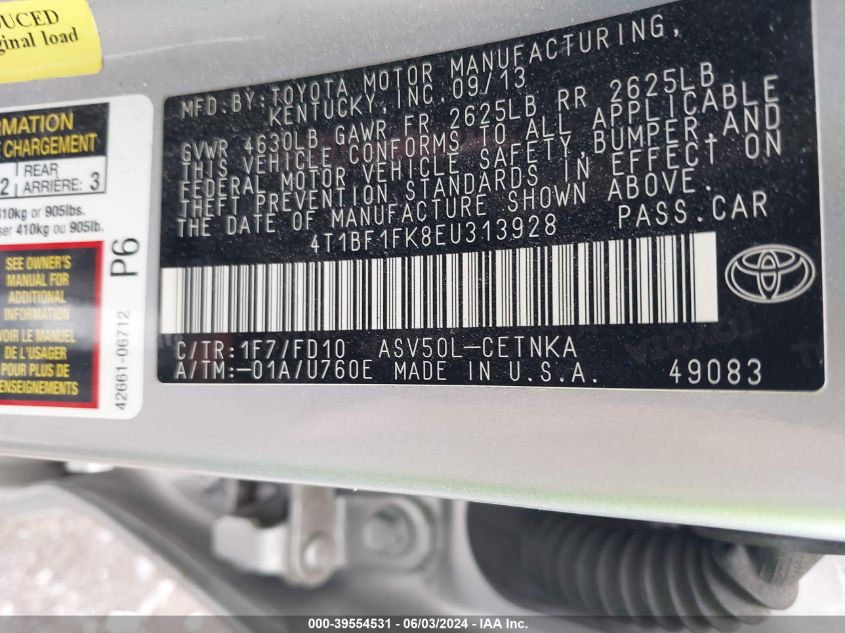 DUCED
ginal load
RMATION
E CHARGEMENT
2 REAR
ARRIÈRE: 3
410kg or 905lbs.
ser 410kg ou 905lb.
SEE OWNER'S
MANUAL FOR
ADDITIONAL
INFORMATION
VOIR LE MANUEL
DE L'USAGER
POUR PLUS DE
RENSEIGNEMENTS
P6
42661-06712
MFD.BY:TOYOTA MOTOR MANUFACTURING,
KENTUCKY, INC. 09/13
GVWR 4630LB GAWR FR 2625LB RR 2625LB
THIS VEHICLE CONFORMS TO ALL APPLICABLE
FEDERAL MOTOR VEHICLE SAFETY,BUMPER,AND
THEFT PREVENTION STANDARDS IN EFFECT ON
THE DATE OF MANUFACTURE SHOWN ABOVE.
4T1BF1FK8EU313928 PASS.CAR
C/TR:1F7/FD10 ASV50L-CETNKA
A/TM:-01A/U760E MADE IN U.S.A. 49083
000-39554531 - 06/03/2024 - IAA Inc.